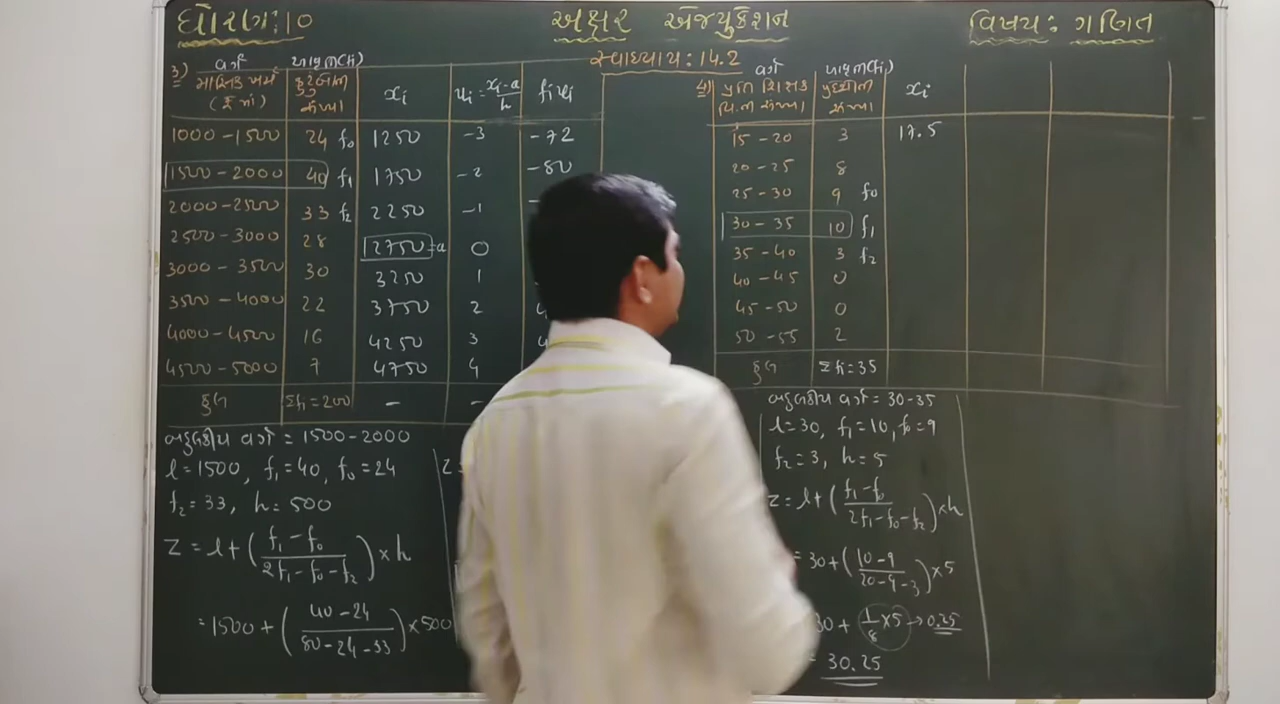 ધોરણ:10 અક્ષર એજ્યુકેશન વિષય: ગણિત
સ્વાધ્યાય: 14.2
3) વર્ગ
માસિક ખર્ચ કુટુંબોની xi ui = xi-a/h fiui
(₹ માં) સંખ્યા
1000-1500 24 f0 1250 -3 -72
1500-2000 40 f1 1750 -2 -80
2000-2500 33 f2 2250 -1
2500-3000 28 2750=a 0
3000-3500 30 3250 1
3500-4000 22 3750 2
4000-4500 16 4250 3
4500-5000 7 4750 4
કુલ Σfi=200 - -
બહુલકીય વર્ગ = 1500-2000
l=1500, f1=40, f0=24
f2=33, h=500
Z = l+(f1-f0/2f1-f0-f2)×h
=1500+(40-24/80-24-33)×500
4) વર્ગ
પ્રતિ શિક્ષક xi
સંખ્યા સંખ્યા
15-20 3 17.5
20-25 8
25-30 9 f0
30-35 10 f1
35-40 3 f2
40-45 0
45-50 0
50-55 2
કુલ Σfi=35
બહુલકીય વર્ગ = 30-35
l=30, f1=10, f0=9
f2=3, h=5
Z=l+(f1-f0/2f1-f0-f2)×h
= 30+(10-9/20-9-3)×5
30+ 1/8×5→0.25
= 30.25